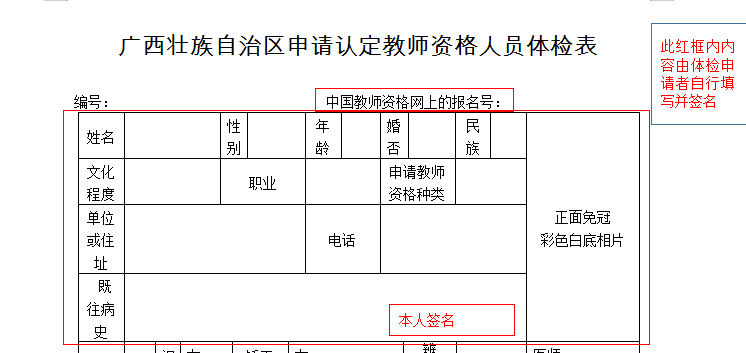 广西壮族自治区申请认定教师资格人员体检表
此红框内内
容由体检申
请者自行填
写并签名
编号：
中国教师资格网上的报名号：
姓名
性
别
年
龄
婚
否
民
族
文化
程度
职业
申请教师
资格种类
正面免冠
彩色白底相片
单位
或住
址
电话
既
往病
史
本人签名